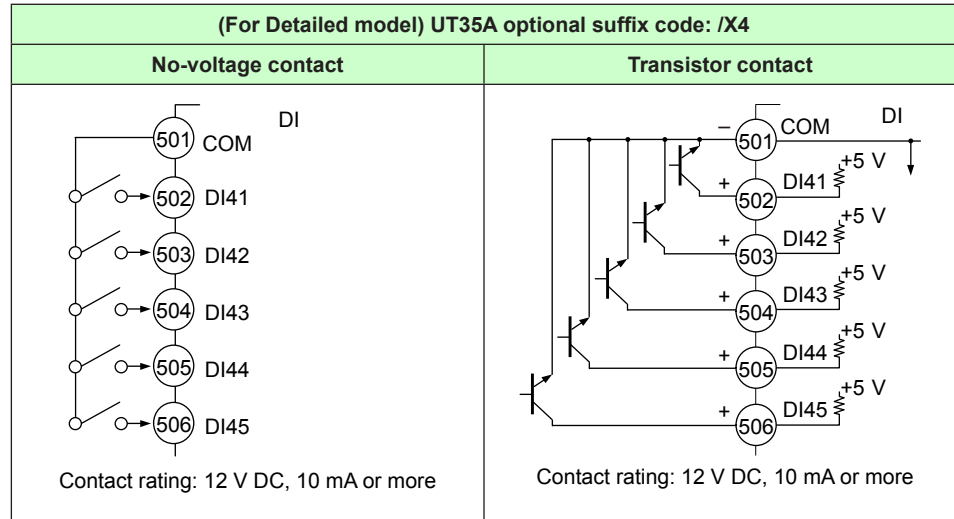 (For Detailed model) UT35A optional suffix code: /X4
No-voltage contact
DI
501 COM
502 DI41
503 DI42
504 DI43
505 DI44
506 DI45
Contact rating: 12 V DC, 10 mA or more
Transistor contact
− 501 COM DI
+ 502 DI41 +5 V
+ 503 DI42 +5 V
+ 504 DI43 +5 V
+ 505 DI44 +5 V
+ 506 DI45 +5 V
Contact rating: 12 V DC, 10 mA or more